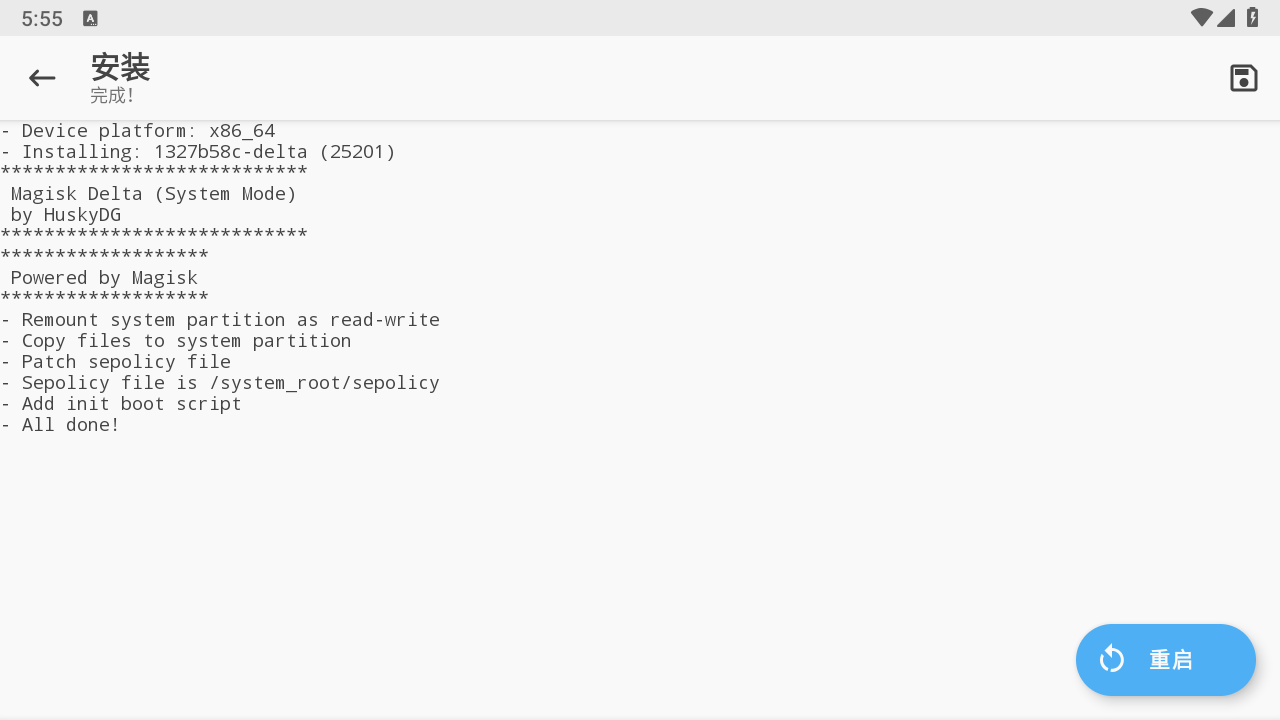 5:55
安装
完成！
- Device platform: x86_64
- Installing: 1327b58c-delta (25201)
****************************
 Magisk Delta (System Mode)
 by HuskyDG
****************************
*******************
 Powered by Magisk
*******************
- Remount system partition as read-write
- Copy files to system partition
- Patch sepolicy file
- Sepolicy file is /system_root/sepolicy
- Add init boot script
- All done!
重启